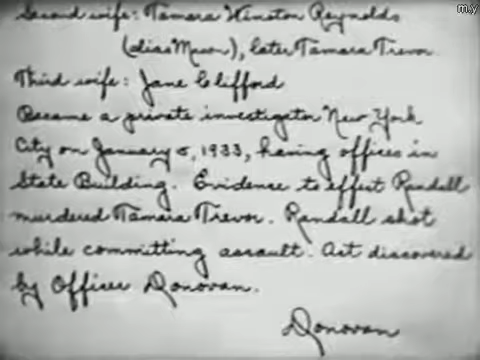 Second wife: Tamara Winston Reynolds
(alias Mason), later Tamara Trevor
Third wife: Jane Clifford
Became a private investigator New York
City on January 5, 1933, having offices in
State Building. Evidence to effect Randall
murdered Tamara Trevor. Randall shot
while committing assault. Act discovered
by Officer Donovan.
Donovan
m.y